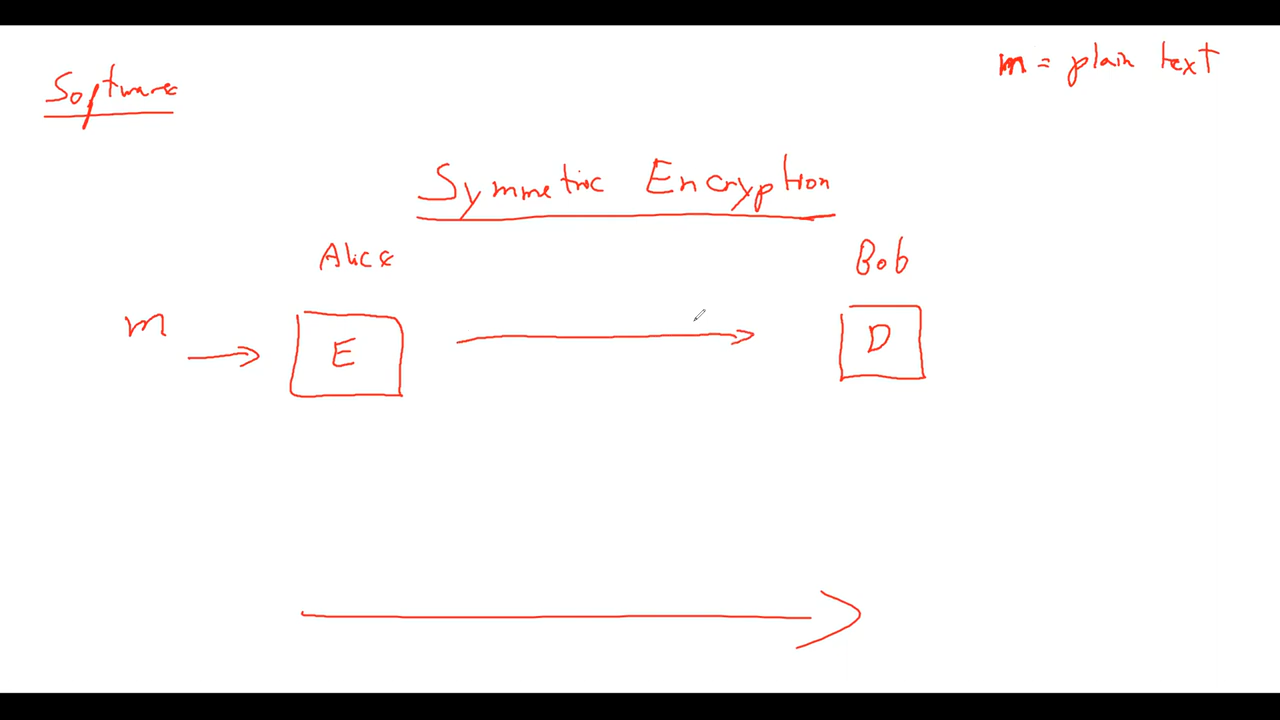 Software
m = plain text
Symmetric Encryption
Alice
Bob
m
E
D